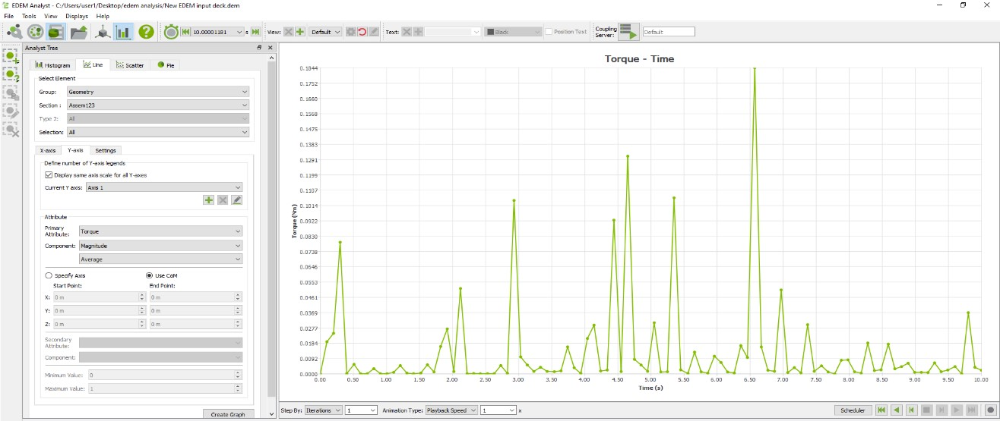 EDEM Analyst - C:/Users/user1/Desktop/edem analysis/New EDEM input deck.dem
File Tools View Displays Help
10.00001181 s View: Default Text: Black Position Text Coupling Server: Default
Analyst Tree
Histogram Line Scatter Pie
Select Element
Group: Geometry
Section : Assem123
Type 2: All
Selection: All
X-axis Y-axis Settings
Define number of Y-axis legends
Display same axis scale for all Y-axes
Current Y axis: Axis 1
Attribute
Primary Attribute: Torque
Component: Magnitude
Average
Specify Axis Use CoM
Start Point: End Point:
X: 0 m 0 m
Y: 0 m 0 m
Z: 0 m 0 m
Secondary Attribute:
Component:
Minimum Value: 0
Maximum Value: 1
Create Graph
Torque - Time
Torque (Nm)
0.1844
0.1752
0.1660
0.1568
0.1475
0.1383
0.1291
0.1199
0.1107
0.1014
0.0922
0.0830
0.0738
0.0646
0.0553
0.0461
0.0369
0.0277
0.0184
0.0092
0.0000
0.00 0.50 1.00 1.50 2.00 2.50 3.00 3.50 4.00 4.50 5.00 5.50 6.00 6.50 7.00 7.50 8.00 8.50 9.00 9.50 10.00
Time (s)
Step By: Iterations 1 Animation Type: Playback Speed 1 x Scheduler